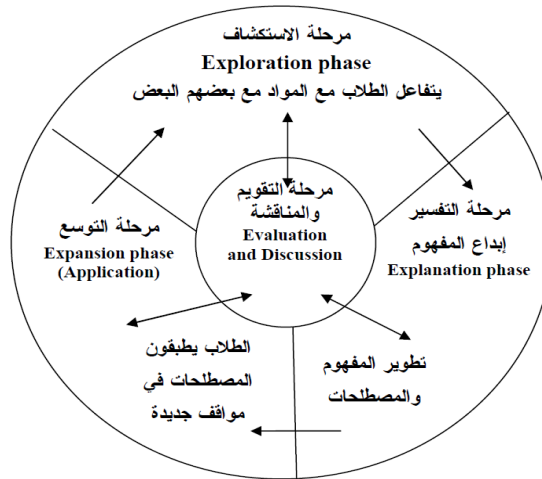 مرحلة الاستكشاف
Exploration phase
يتفاعل الطلاب مع المواد مع بعضهم البعض
مرحلة التقويم
والمناقشة
Evaluation
and Discussion
مرحلة التفسير
إبداع المفهوم
Explanation phase
تطوير المفهوم
والمصطلحات
الطلاب يطبقون
المصطلحات في
مواقف جديدة
مرحلة التوسع
Expansion phase
(Application)